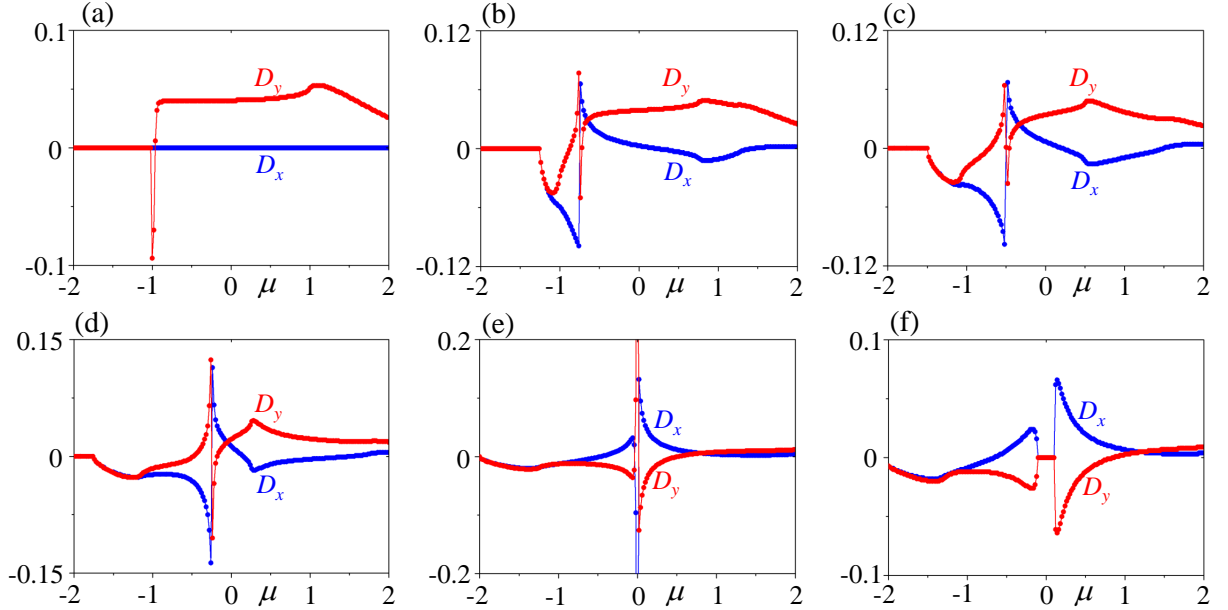 (a) (b) (c)
0.1 0.12 0.12
D_y D_y D_y
0 0 0
D_x D_x D_x
-0.1 -0.12 -0.12
-2 -1 0 μ 1 2 -2 -1 0 μ 1 2 -2 -1 0 μ 1 2
(d) (e) (f)
0.15 0.2 0.1
D_y D_x D_x
0 0 0
D_x D_y D_y
-0.15 -0.2 -0.1
-2 -1 0 μ 1 2 -2 -1 0 μ 1 2 -2 -1 0 μ 1 2